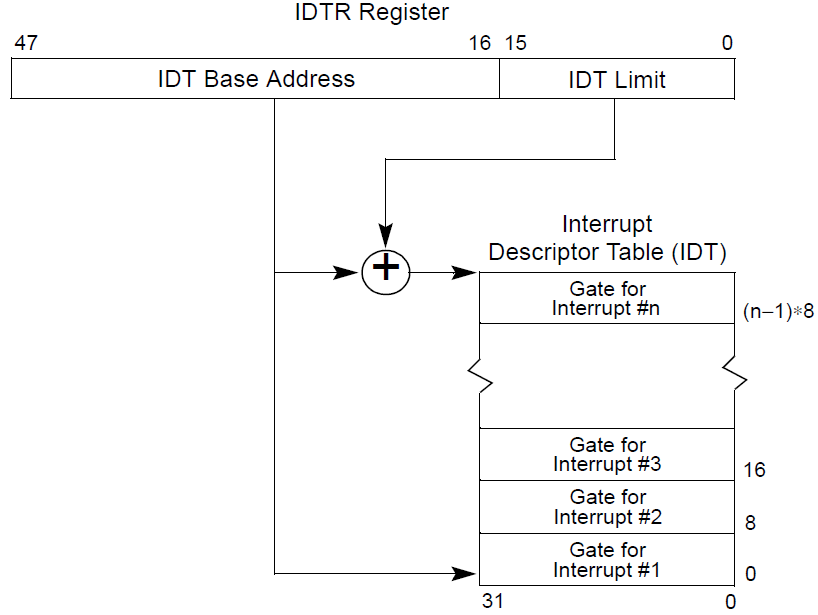 IDTR Register
47 16 15 0
IDT Base Address IDT Limit
+
Interrupt
Descriptor Table (IDT)
Gate for
Interrupt #n
(n−1)∗8
Gate for
Interrupt #3
16
Gate for
Interrupt #2
8
Gate for
Interrupt #1
0
31 0